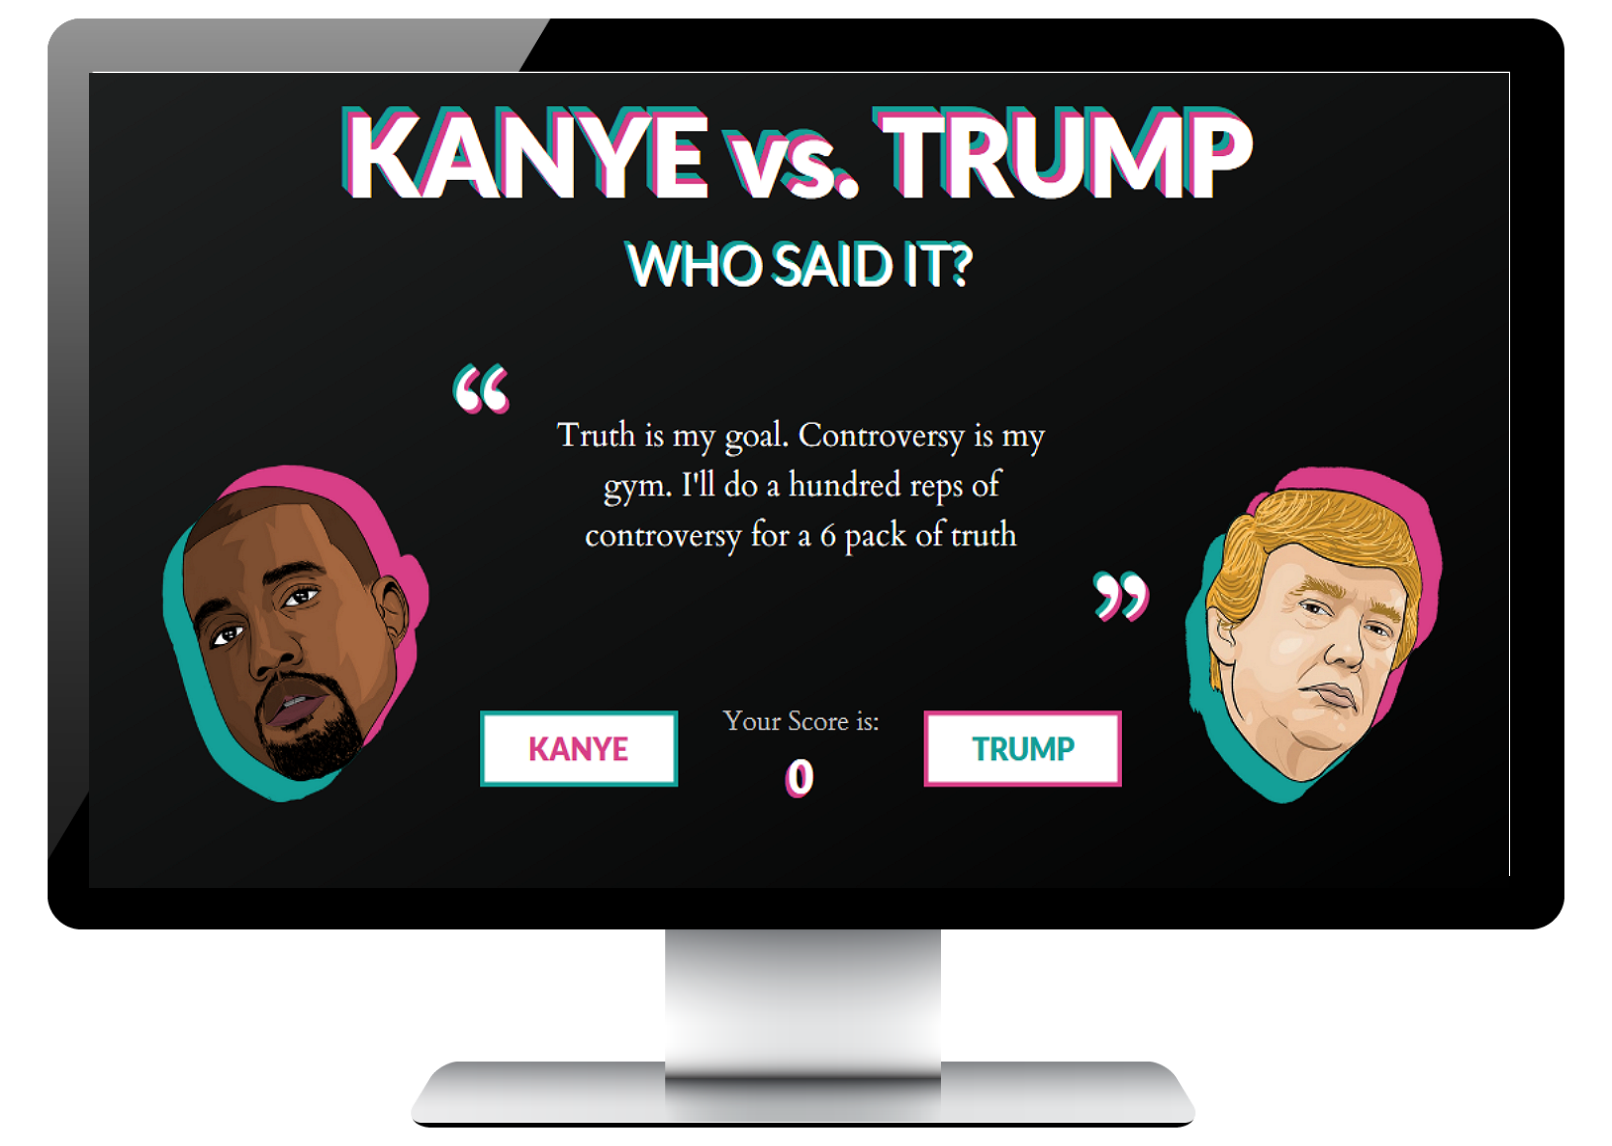 KANYE vs. TRUMP
WHO SAID IT?
“
Truth is my goal. Controversy is my
gym. I'll do a hundred reps of
controversy for a 6 pack of truth
”
KANYE
Your Score is:
0
TRUMP